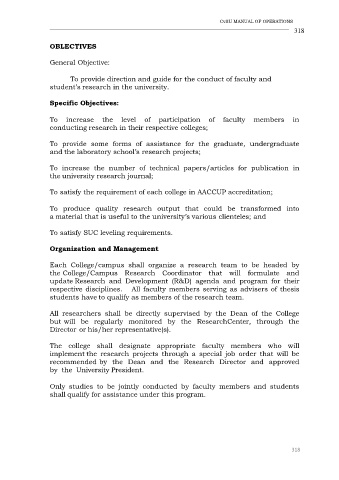 CvSU MANUAL OF OPERATIONS
318
OBLECTIVES
General Objective:
To provide direction and guide for the conduct of faculty and
student's research in the university.
Specific Objectives:
To increase the level of participation of faculty members in
conducting research in their respective colleges;
To provide some forms of assistance for the graduate, undergraduate
and the laboratory school's research projects;
To increase the number of technical papers/articles for publication in
the university research journal;
To satisfy the requirement of each college in AACCUP accreditation;
To produce quality research output that could be transformed into
a material that is useful to the university's various clienteles; and
To satisfy SUC leveling requirements.
Organization and Management
Each College/campus shall organize a research team to be headed by
the College/Campus Research Coordinator that will formulate and
update Research and Development (R&D) agenda and program for their
respective disciplines. All faculty members serving as advisers of thesis
students have to qualify as members of the research team.
All researchers shall be directly supervised by the Dean of the College
but will be regularly monitored by the ResearchCenter, through the
Director or his/her representative(s).
The college shall designate appropriate faculty members who will
implement the research projects through a special job order that will be
recommended by the Dean and the Research Director and approved
by the University President.
Only studies to be jointly conducted by faculty members and students
shall qualify for assistance under this program.
318